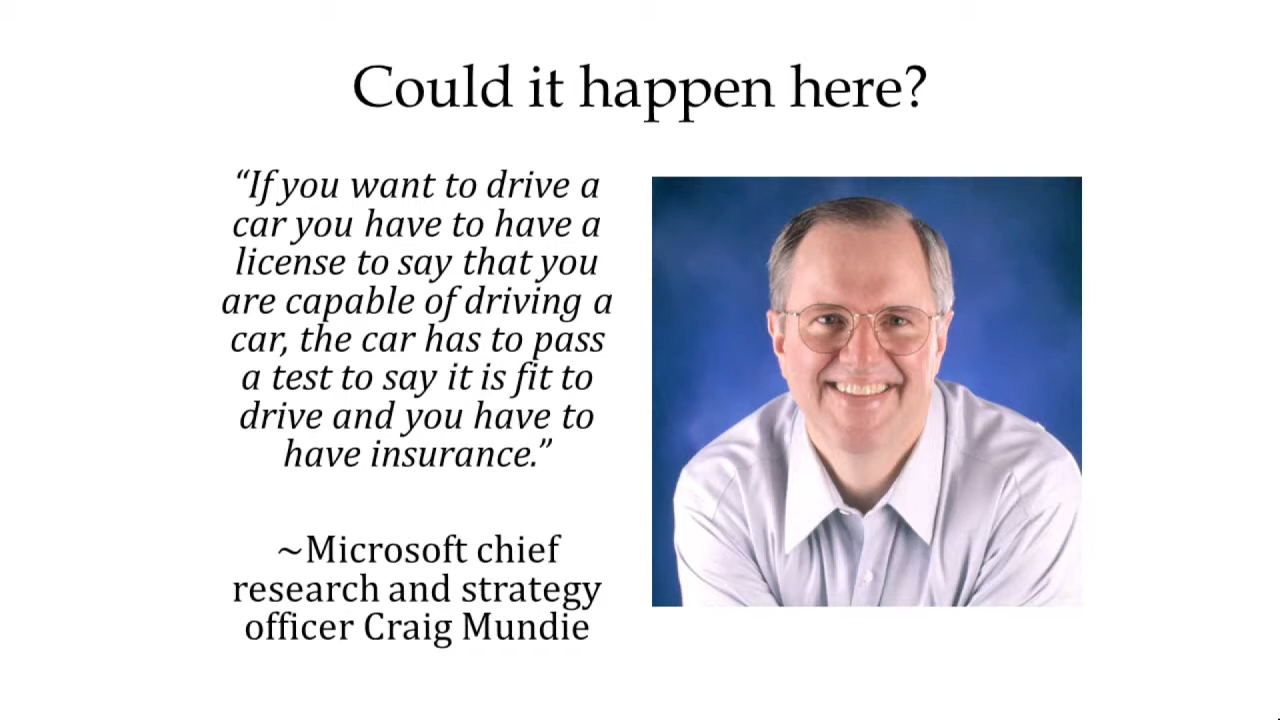 Could it happen here?
“If you want to drive a
car you have to have a
license to say that you
are capable of driving a
car, the car has to pass
a test to say it is fit to
drive and you have to
have insurance.”
~Microsoft chief
research and strategy
officer Craig Mundie